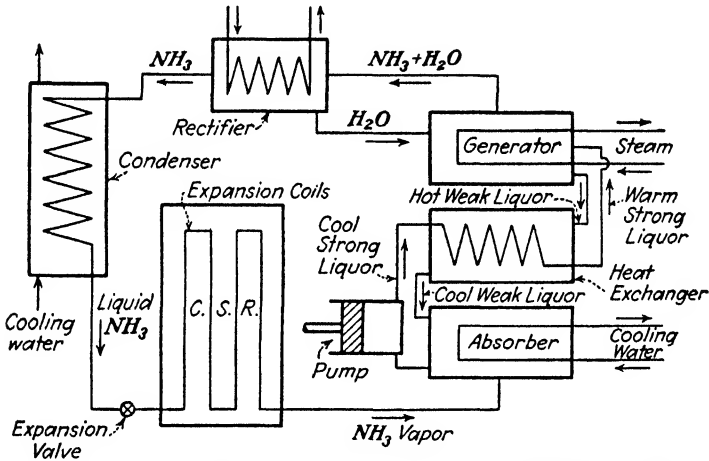 NH₃
NH₃+H₂O
Rectifier
H₂O
Generator
Steam
Condenser
Expansion Coils
Hot Weak Liquor
Warm
Strong
Liquor
Cool
Strong
Liquor
Heat
Exchanger
Cool Weak Liquor
C. S. R.
Liquid
NH₃
Cooling
water
Pump
Absorber
Cooling
Water
Expansion
Valve
NH₃ Vapor